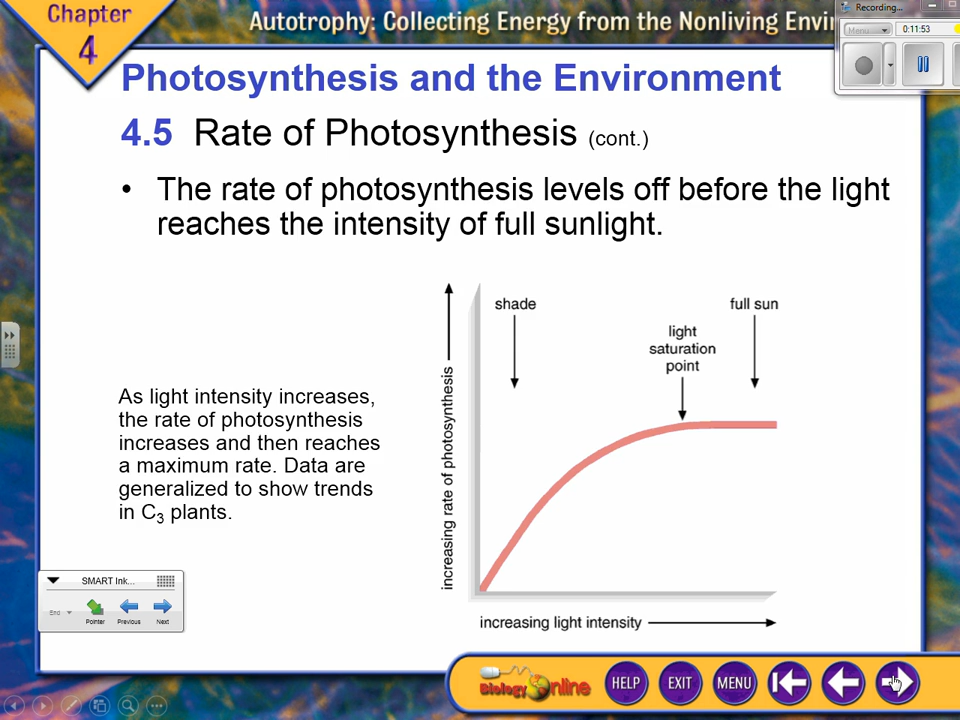 Chapter
4
Autotrophy: Collecting Energy from the Nonliving Envir
Recording...
Menu
0:11:53
Photosynthesis and the Environment
4.5 Rate of Photosynthesis (cont.)
• The rate of photosynthesis levels off before the light
reaches the intensity of full sunlight.
shade
full sun
light
saturation
point
increasing rate of photosynthesis
As light intensity increases,
the rate of photosynthesis
increases and then reaches
a maximum rate. Data are
generalized to show trends
in C₃ plants.
increasing light intensity
SMART Ink...
End
Pointer
Previous
Next
Biology Online
HELP
EXIT
MENU